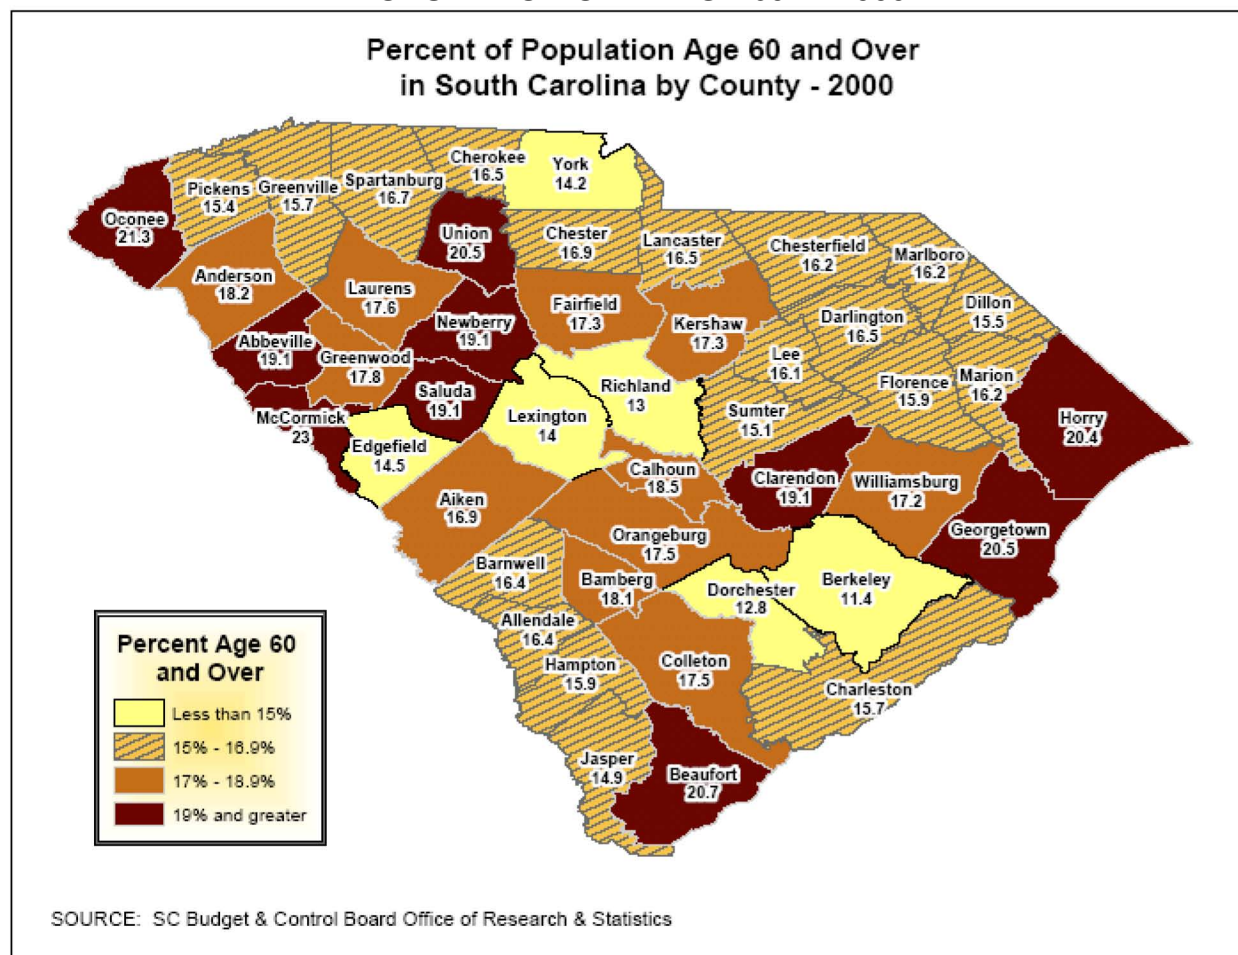 Percent of Population Age 60 and Over
in South Carolina by County - 2000
Cherokee
16.5
York
14.2
Pickens
15.4
Greenville
15.7
Spartanburg
16.7
Oconee
21.3
Union
20.5
Chester
16.9
Lancaster
16.5
Chesterfield
16.2
Marlboro
16.2
Anderson
18.2
Laurens
17.6
Fairfield
17.3
Kershaw
17.3
Darlington
16.5
Dillon
15.5
Abbeville
19.1
Greenwood
17.8
Newberry
19.1
Lee
16.1
Florence
15.9
Marion
16.2
McCormick
23
Saluda
19.1
Richland
13
Lexington
14
Sumter
15.1
Horry
20.4
Edgefield
14.5
Calhoun
18.5
Clarendon
19.1
Williamsburg
17.2
Aiken
16.9
Orangeburg
17.5
Georgetown
20.5
Barnwell
16.4
Bamberg
18.1
Dorchester
12.8
Berkeley
11.4
Allendale
16.4
Hampton
15.9
Colleton
17.5
Charleston
15.7
Jasper
14.9
Beaufort
20.7
Percent Age 60
and Over
Less than 15%
15% - 16.9%
17% - 18.9%
19% and greater
SOURCE: SC Budget & Control Board Office of Research & Statistics